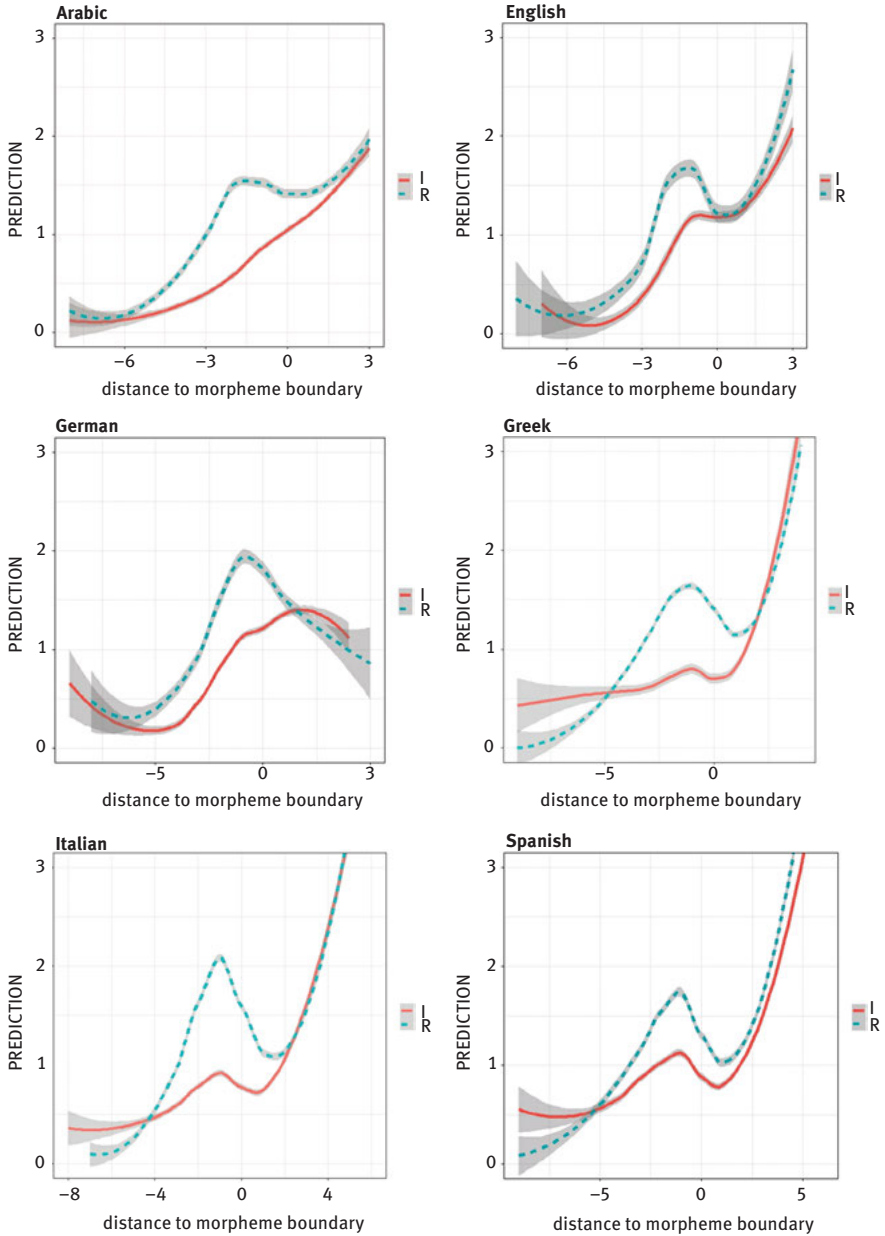 Arabic
3
2
1
0
PREDICTION
−6
−3
0
3
distance to morpheme boundary
I
R
English
3
2
1
0
PREDICTION
−6
−3
0
3
distance to morpheme boundary
I
R
German
3
2
1
0
PREDICTION
−5
0
3
distance to morpheme boundary
I
R
Greek
3
2
1
0
PREDICTION
−5
0
distance to morpheme boundary
I
R
Italian
3
2
1
0
PREDICTION
−8
−4
0
4
distance to morpheme boundary
I
R
Spanish
3
2
1
0
PREDICTION
−5
0
5
distance to morpheme boundary
I
R